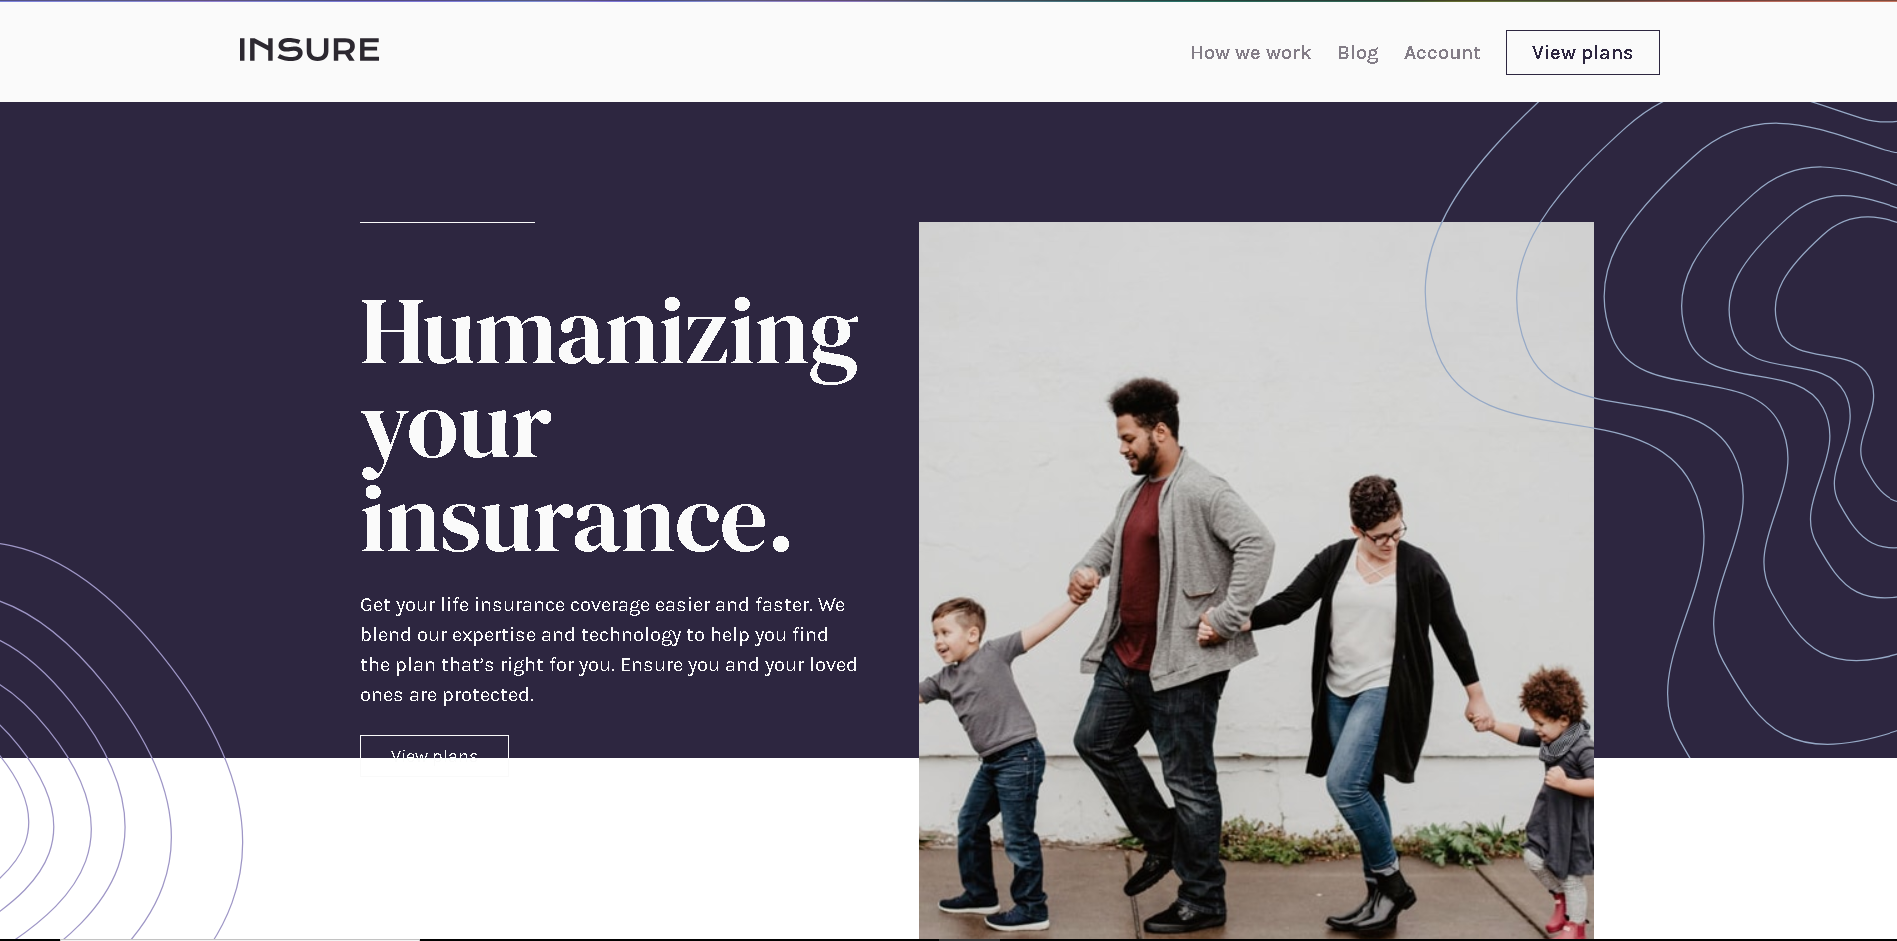 INSURE
How we work Blog Account View plans
Humanizing
your
insurance.
Get your life insurance coverage easier and faster. We
blend our expertise and technology to help you find
the plan that’s right for you. Ensure you and your loved
ones are protected.
View plans